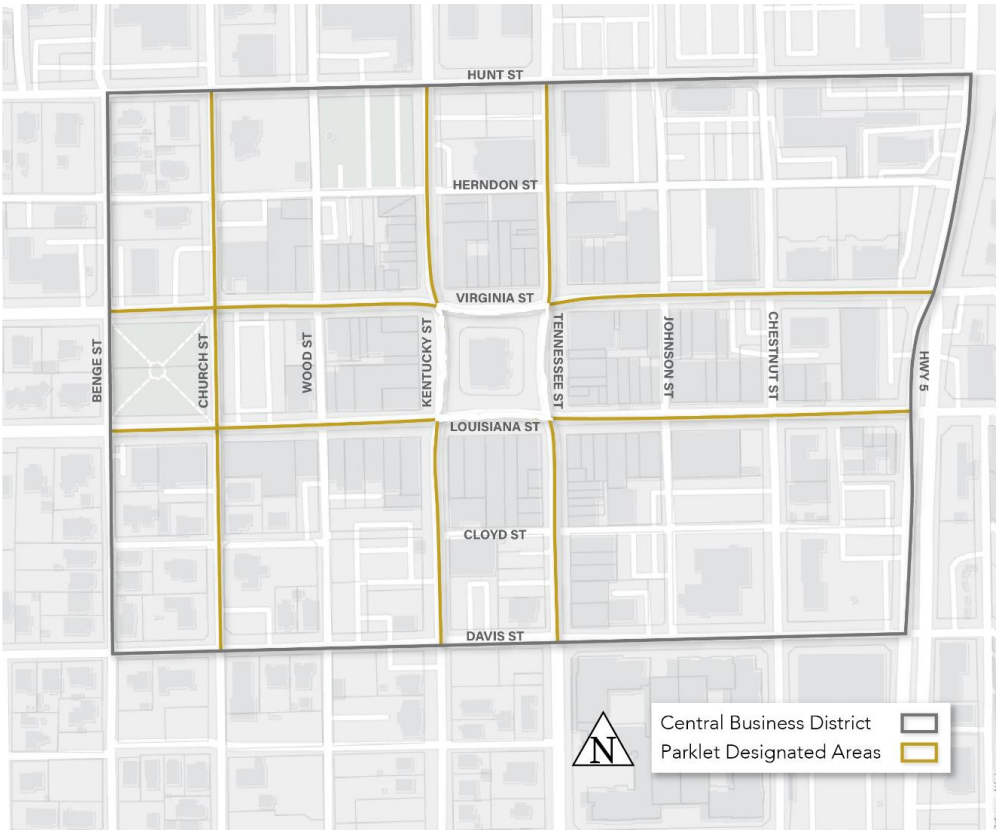 HUNT ST
HERNDON ST
VIRGINIA ST
BENGE ST
CHURCH ST
WOOD ST
KENTUCKY ST
TENNESSEE ST
JOHNSON ST
CHESTNUT ST
HWY 5
LOUISIANA ST
CLOYD ST
DAVIS ST
N
Central Business District
Parklet Designated Areas